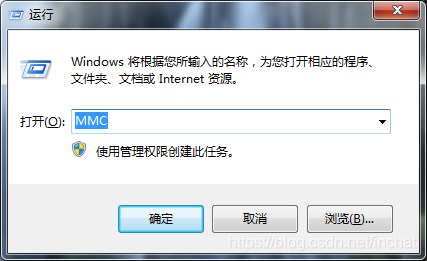 运行
Windows 将根据您所输入的名称，为您打开相应的程序、
文件夹、文档或 Internet 资源。
打开(O): MMC
使用管理权限创建此任务。
确定 取消 浏览(B)...
https://blog.csdn.net/inchat